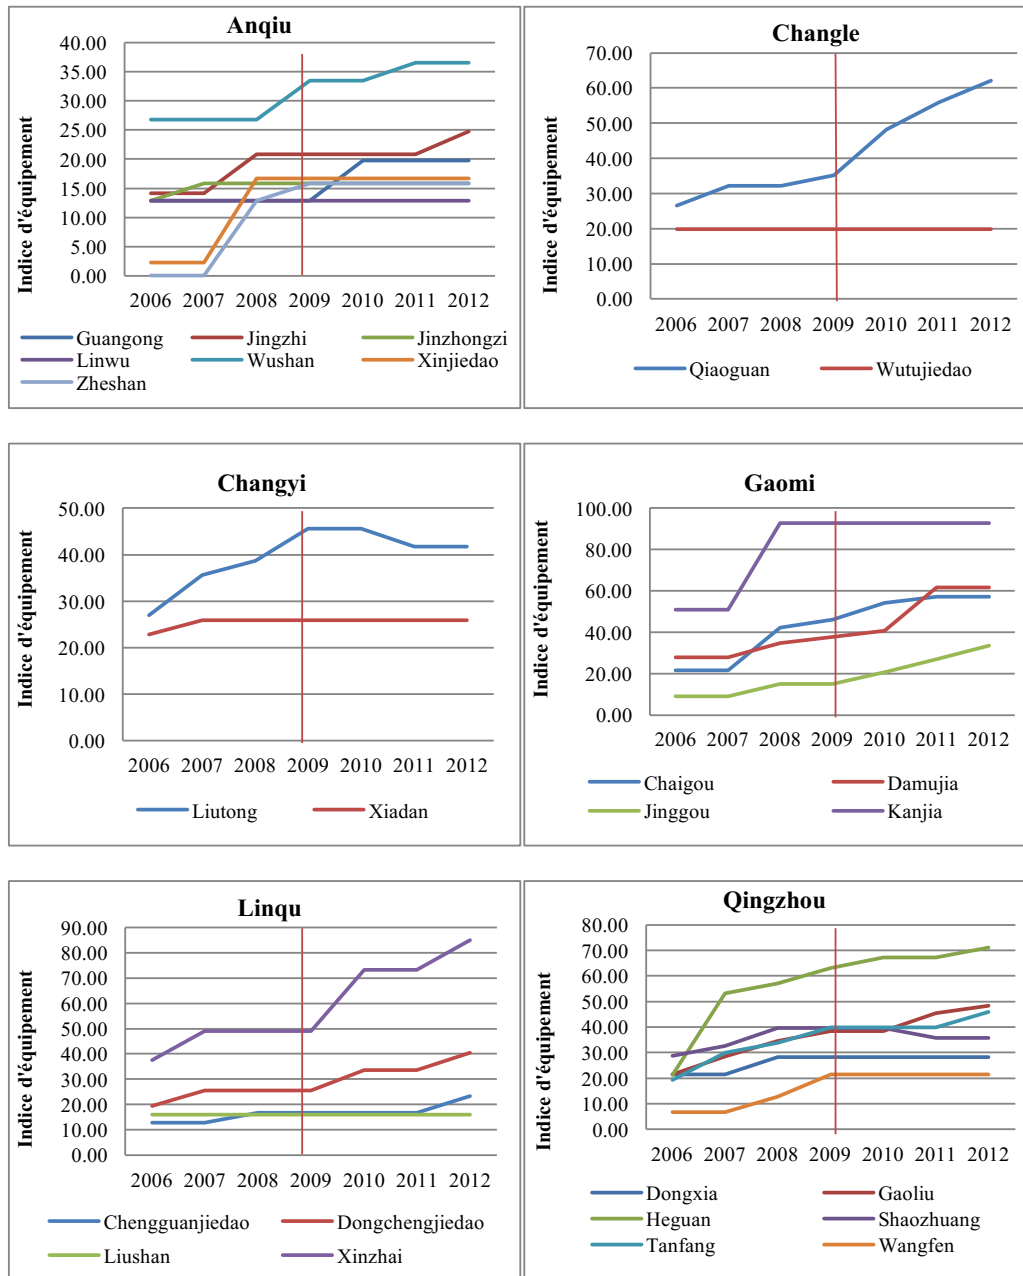 Anqiu
Indice d'équipement
40.00
35.00
30.00
25.00
20.00
15.00
10.00
5.00
0.00
2006 2007 2008 2009 2010 2011 2012
Guangong Jingzhi Jinzhongzi
Linwu Wushan Xinjiedao
Zheshan
Changle
Indice d'équipement
70.00
60.00
50.00
40.00
30.00
20.00
10.00
0.00
2006 2007 2008 2009 2010 2011 2012
Qiaoguan Wutujiedao
Changyi
Indice d'équipement
50.00
40.00
30.00
20.00
10.00
0.00
2006 2007 2008 2009 2010 2011 2012
Liutong Xiadan
Gaomi
Indice d'équipement
100.00
80.00
60.00
40.00
20.00
0.00
2006 2007 2008 2009 2010 2011 2012
Chaigou Damujia
Jinggou Kanjia
Linqu
Indice d'équipement
90.00
80.00
70.00
60.00
50.00
40.00
30.00
20.00
10.00
0.00
2006 2007 2008 2009 2010 2011 2012
Chengguanjiedao Dongchengjiedao
Liushan Xinzhai
Qingzhou
Indice d'équipement
80.00
70.00
60.00
50.00
40.00
30.00
20.00
10.00
0.00
2006 2007 2008 2009 2010 2011 2012
Dongxia Gaoliu
Heguan Shaozhuang
Tanfang Wangfen